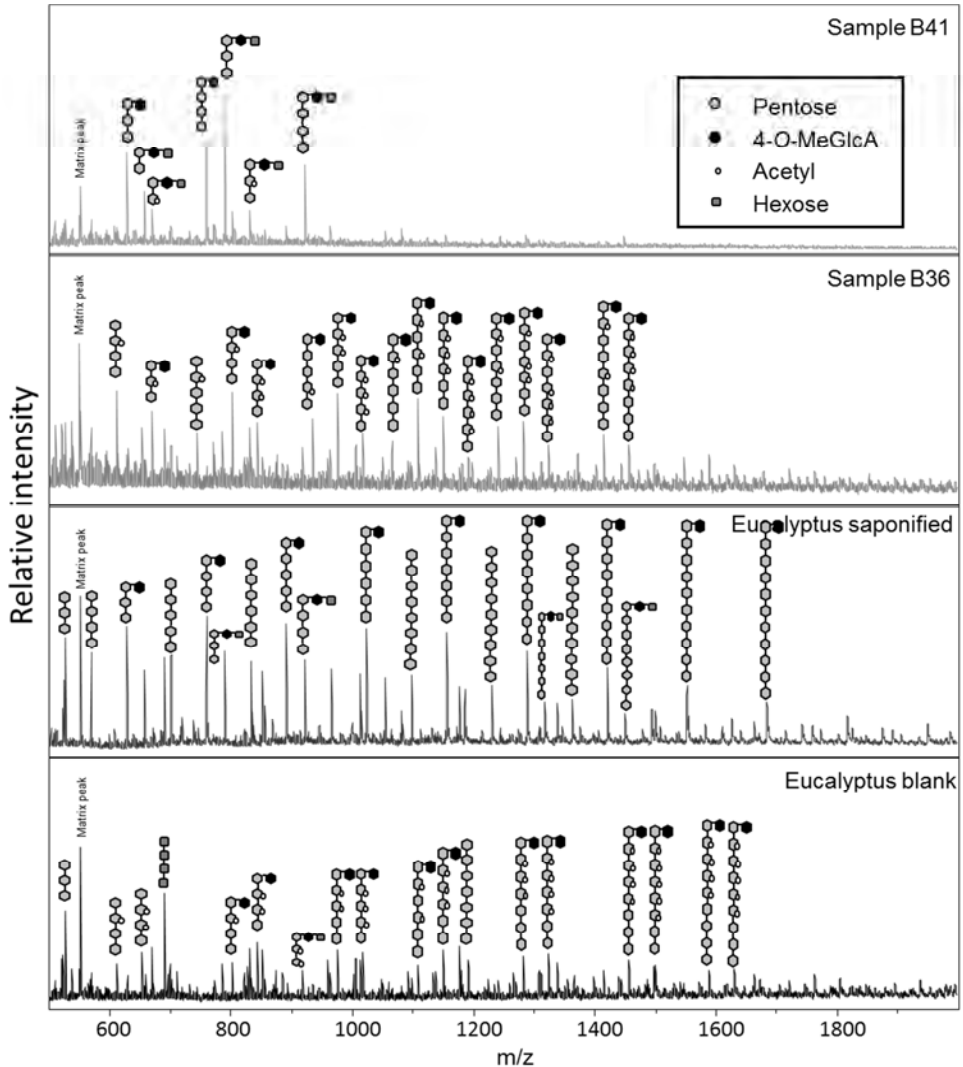 Sample B41
Pentose
4-O-MeGlcA
Acetyl
Hexose
Matrix peak
Sample B36
Matrix peak
Eucalyptus saponified
Matrix peak
Eucalyptus blank
Matrix peak
Relative intensity
600 800 1000 1200 1400 1600 1800
m/z